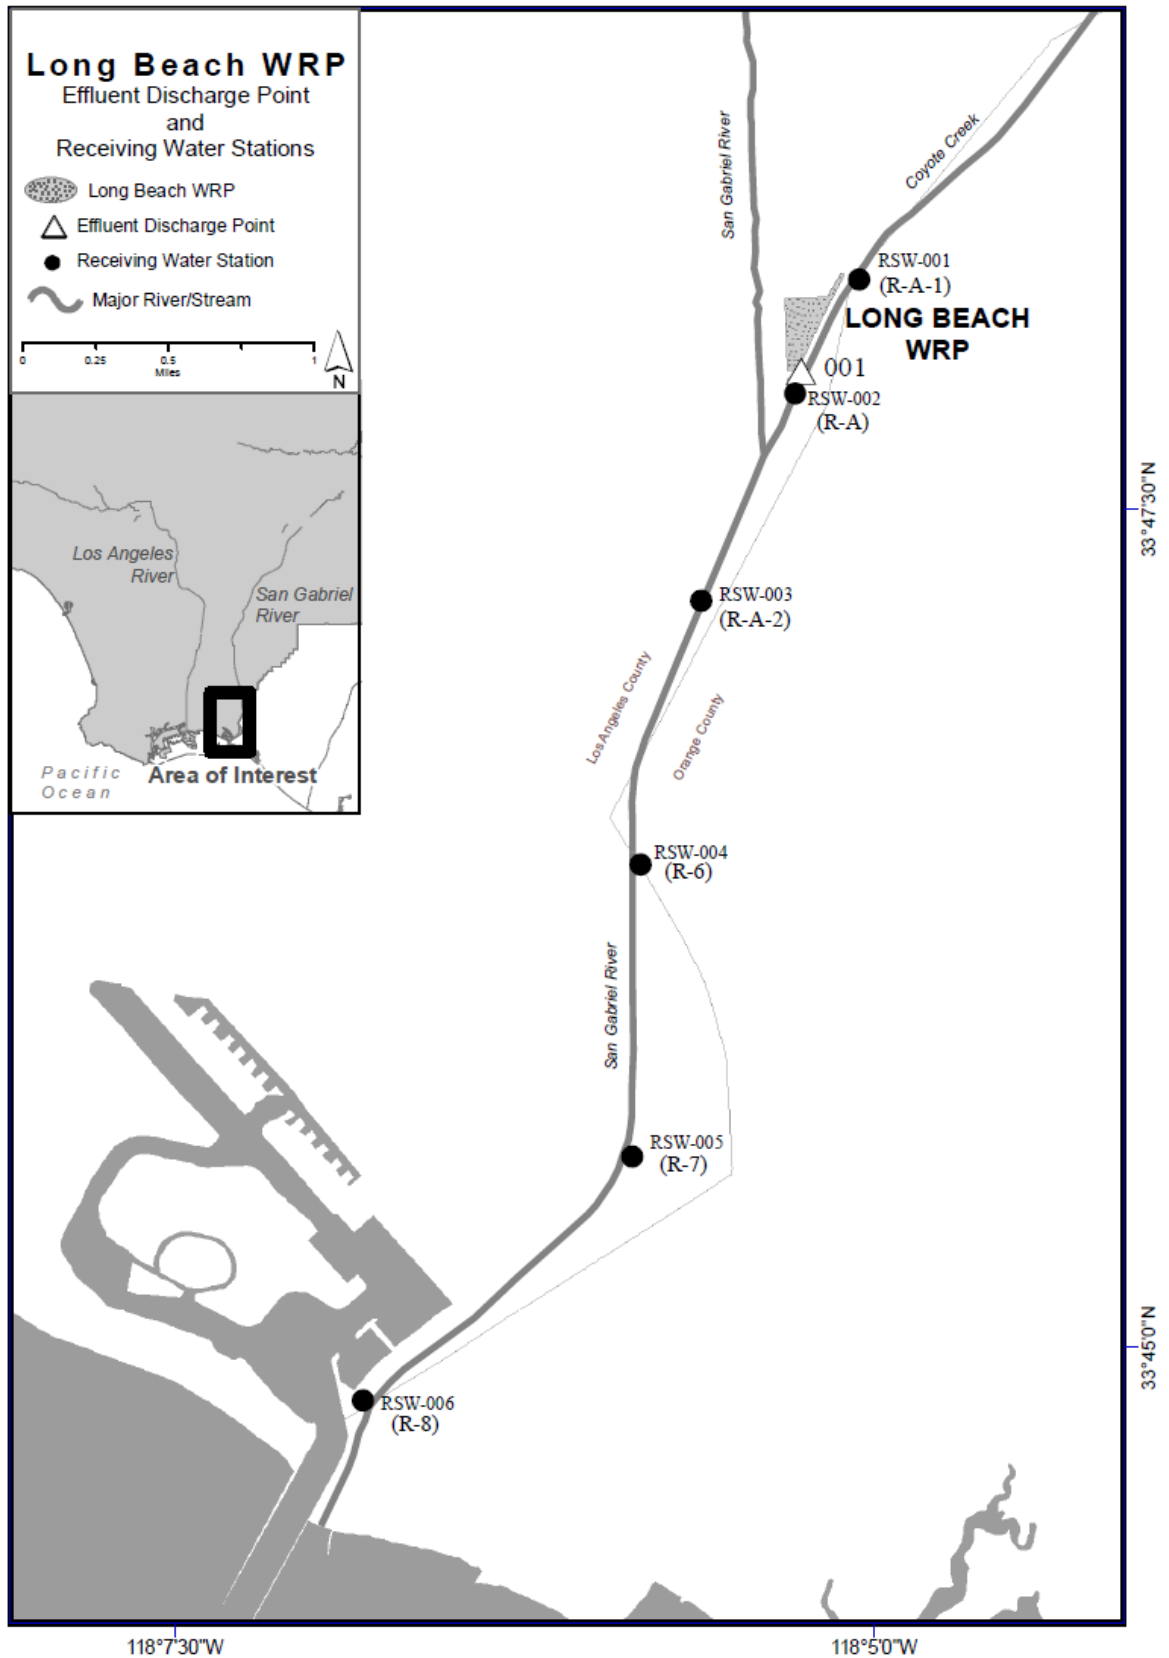 Long Beach WRP
Effluent Discharge Point
and
Receiving Water Stations
Long Beach WRP
Effluent Discharge Point
Receiving Water Station
Major River/Stream
0 0.25 0.5 1
Miles
N
Los Angeles
River
San Gabriel
River
Pacific
Ocean
Area of Interest
San Gabriel River
Coyote Creek
RSW-001
(R-A-1)
LONG BEACH
WRP
001
RSW-002
(R-A)
33°47'30"N
RSW-003
(R-A-2)
Los Angeles County
Orange County
RSW-004
(R-6)
San Gabriel River
RSW-005
(R-7)
33°45'0"N
RSW-006
(R-8)
118°7'30"W
118°5'0"W